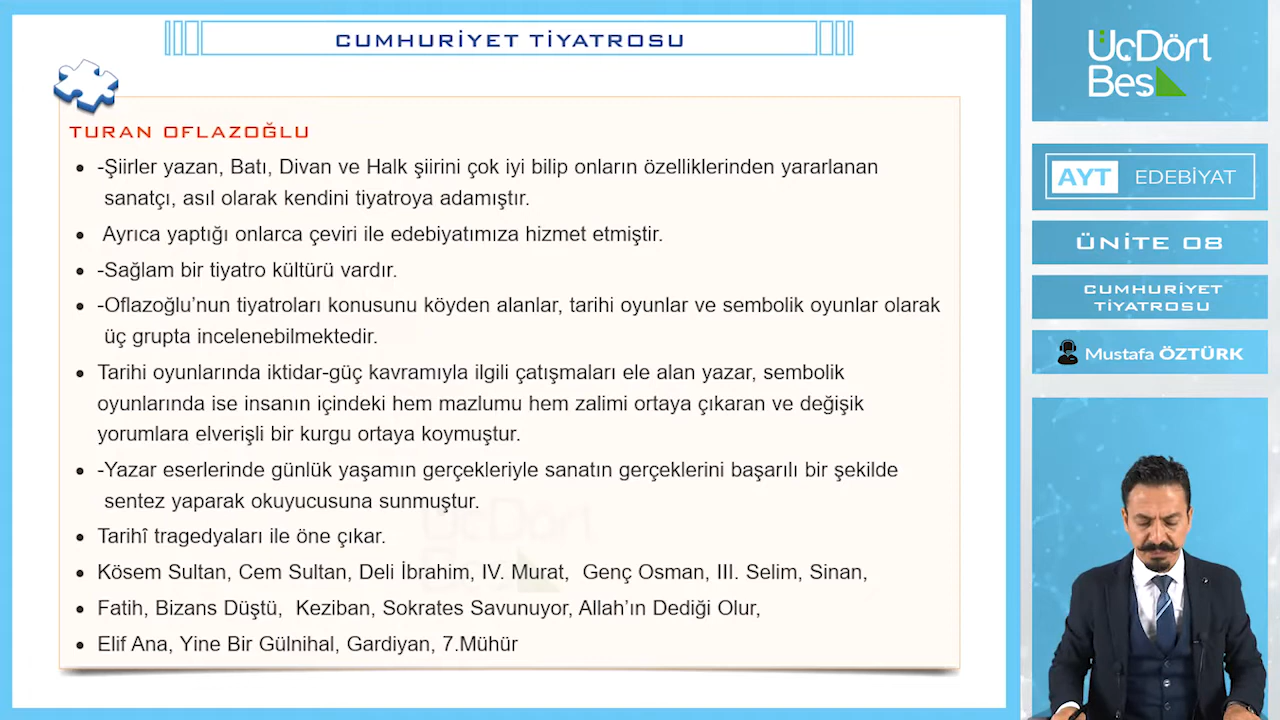 CUMHURİYET TİYATROSU
TURAN OFLAZOĞLU
-Şiirler yazan, Batı, Divan ve Halk şiirini çok iyi bilip onların özelliklerinden yararlanan
sanatçı, asıl olarak kendini tiyatroya adamıştır.
Ayrıca yaptığı onlarca çeviri ile edebiyatımıza hizmet etmiştir.
-Sağlam bir tiyatro kültürü vardır.
-Oflazoğlu’nun tiyatroları konusunu köyden alanlar, tarihi oyunlar ve sembolik oyunlar olarak
üç grupta incelenebilmektedir.
Tarihi oyunlarında iktidar-güç kavramıyla ilgili çatışmaları ele alan yazar, sembolik
oyunlarında ise insanın içindeki hem mazlumu hem zalimi ortaya çıkaran ve değişik
yorumlara elverişli bir kurgu ortaya koymuştur.
-Yazar eserlerinde günlük yaşamın gerçekleriyle sanatın gerçeklerini başarılı bir şekilde
sentez yaparak okuyucusuna sunmuştur.
Tarihî tragedyaları ile öne çıkar.
Kösem Sultan, Cem Sultan, Deli İbrahim, IV. Murat, Genç Osman, III. Selim, Sinan,
Fatih, Bizans Düştü, Keziban, Sokrates Savunuyor, Allah’ın Dediği Olur,
Elif Ana, Yine Bir Gülnihal, Gardiyan, 7.Mühür
ÜçDört
Beş
AYT EDEBİYAT
ÜNİTE 08
CUMHURİYET
TİYATROSU
Mustafa ÖZTÜRK